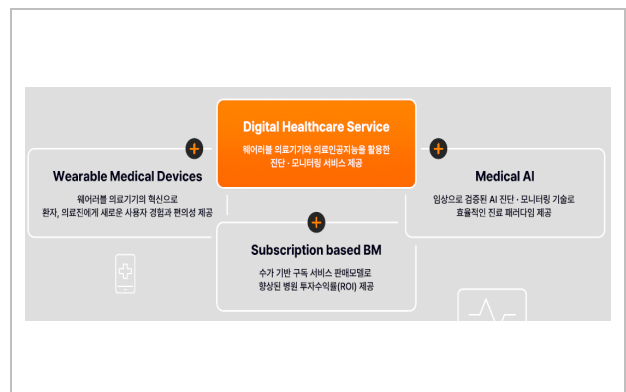 Digital Healthcare Service
웨어러블 의료기기와 의료인공지능을 활용한
진단 · 모니터링 서비스 제공
Wearable Medical Devices
웨어러블 의료기기의 혁신으로
환자, 의료진에게 새로운 사용자 경험과 편의성 제공
Medical AI
임상으로 검증된 AI 진단 · 모니터링 기술로
효율적인 진료 패러다임 제공
Subscription based BM
수가 기반 구독 서비스 판매모델로
향상된 병원 투자수익률(ROI) 제공